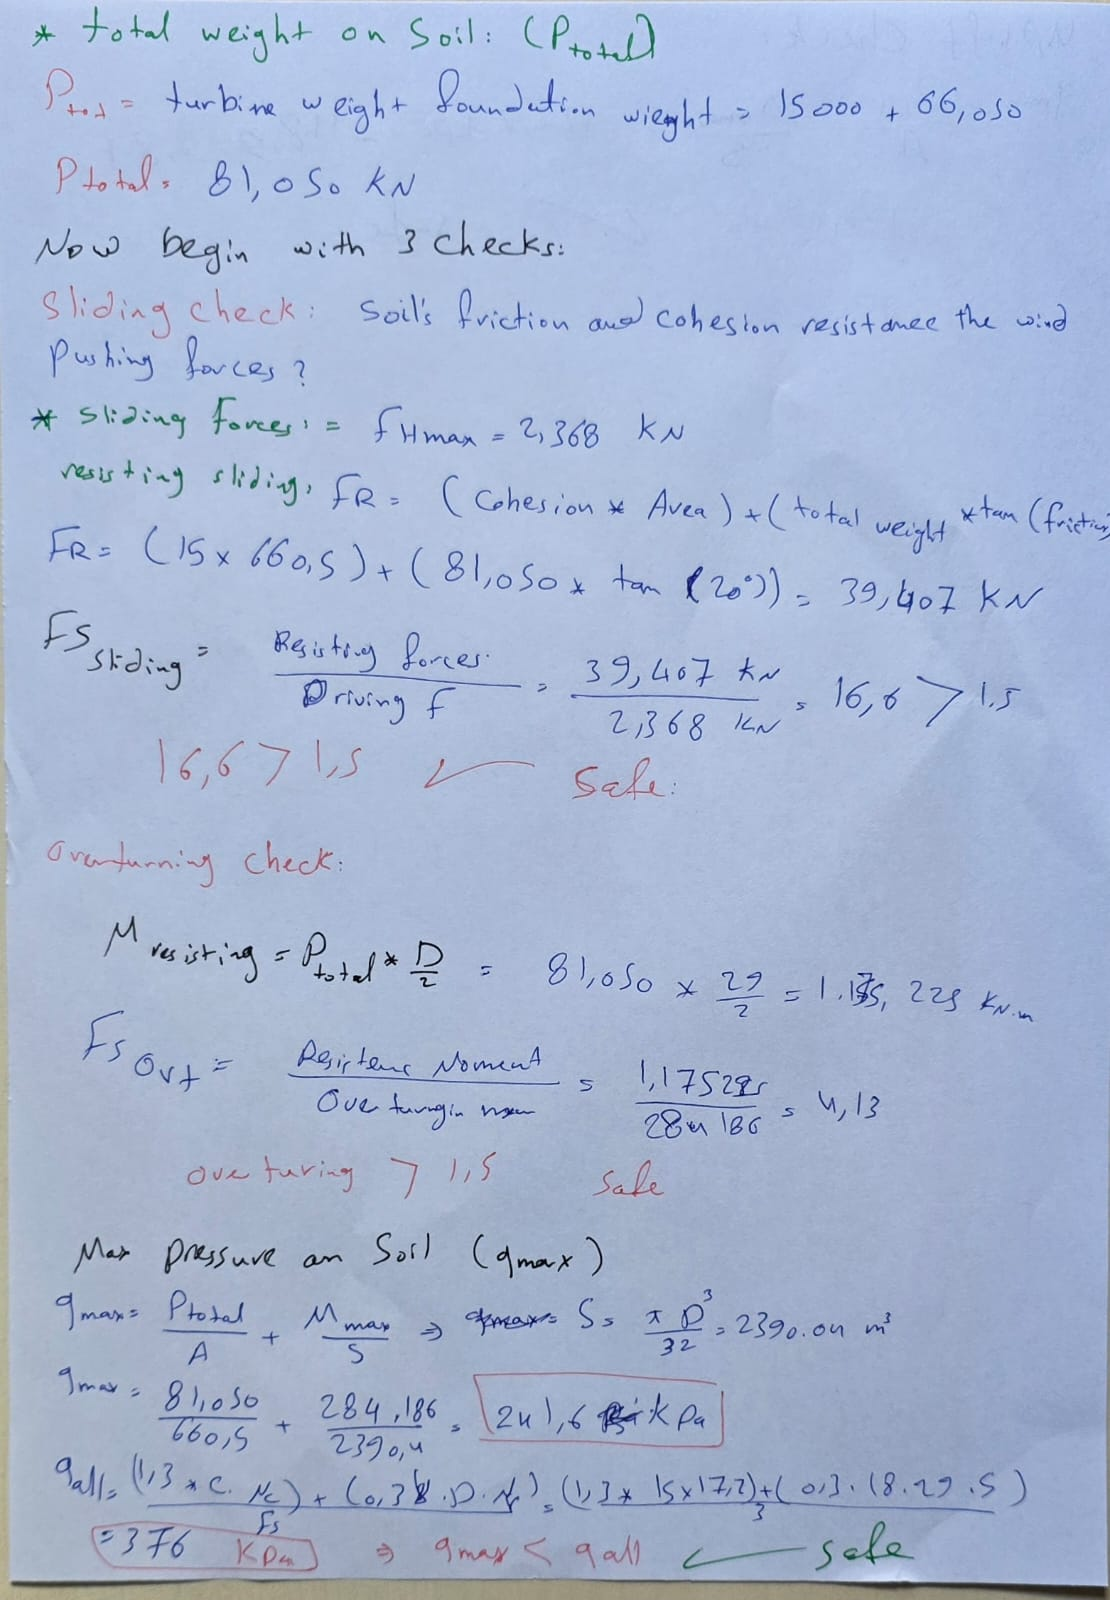 * total weight on Soil: (Ptotal)
Ptot = turbine weight foundation wieght = 15000 + 66,050
Ptotal = 81,050 KN
Now begin with 3 checks:
Sliding check: Soil's friction and cohesion resistance the wind
Pushing forces?
* Sliding Forces: = FHmax = 2,368 KN
resisting sliding: FR = (Cohesion * Area) + (total weight * tan (friction)
FR = (15 x 660,5) + (81,050 * tan (20°)) = 39,407 KN
FS sliding = Resisting forces / Driving F = 39,407 KN / 2,368 KN = 16,6 > 1.5
16,6 > 1,5 ✓ Safe:
Overturning check:
M resisting = Ptotal * D/2 = 81,050 * 29/2 = 1.175, 225 KN.m
Fs Ovt = Moment / = 1,175225 / 284186 = 4,13
overturing > 1,5 safe
Max pressure on Soil (qmax)
qmax = Ptotal / A + Mmax / S ⇒ S = π D³ / 32 = 2390.04 m³
qmax = 81,050 / 660,5 + 284,186 / 2390,4 = 241,6 kPa
qall = (1,3 * C. Nc) + (0,3 γ.D.Nγ) / Fs = (1,3 * 15x17,7) + (0,3.18.29.5) / 3
= 376 KPa ⇒ qmax < qall ✓ safe